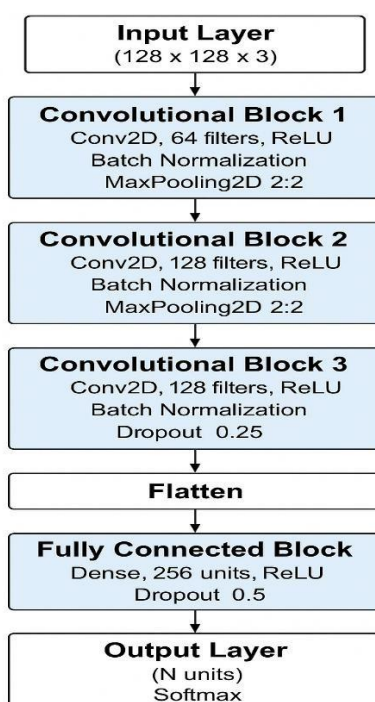 Input Layer
(128 x 128 x 3)
Convolutional Block 1
Conv2D, 64 filters, ReLU
Batch Normalization
MaxPooling2D 2:2
Convolutional Block 2
Conv2D, 128 filters, ReLU
Batch Normalization
MaxPooling2D 2:2
Convolutional Block 3
Conv2D, 128 filters, ReLU
Batch Normalization
Dropout 0.25
Flatten
Fully Connected Block
Dense, 256 units, ReLU
Dropout 0.5
Output Layer
(N units)
Softmax